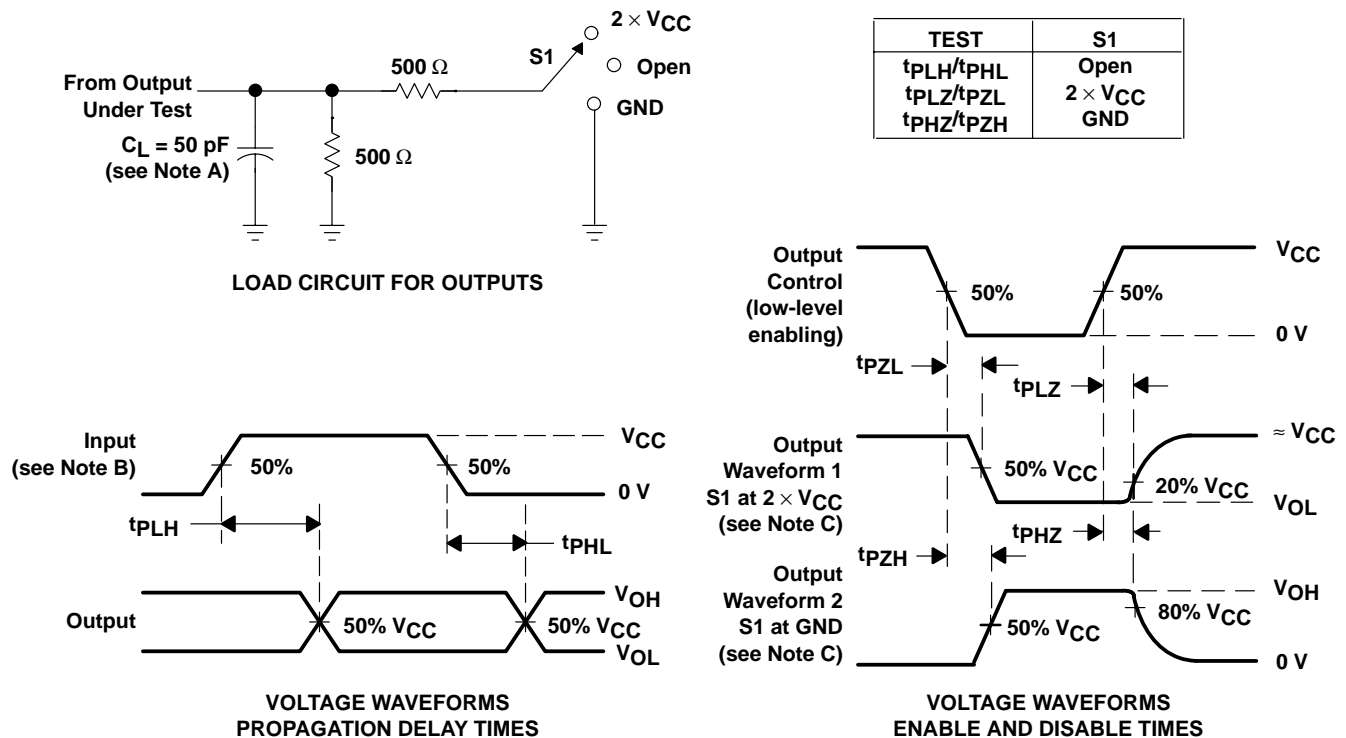 2 × VCC
S1
500 Ω
Open
From Output
Under Test
GND
CL = 50 pF
(see Note A)
500 Ω
LOAD CIRCUIT FOR OUTPUTS
TEST S1
tPLH/tPHL Open
tPLZ/tPZL 2 × VCC
tPHZ/tPZH GND
Input
(see Note B)
50%
50%
VCC
0 V
tPLH
tPHL
Output
50% VCC
50% VCC
VOH
VOL
VOLTAGE WAVEFORMS
PROPAGATION DELAY TIMES
Output
Control
(low-level
enabling)
50%
50%
VCC
0 V
tPZL
tPLZ
Output
Waveform 1
S1 at 2 × VCC
(see Note C)
50% VCC
20% VCC
≈ VCC
VOL
tPZH
tPHZ
Output
Waveform 2
S1 at GND
(see Note C)
50% VCC
80% VCC
VOH
0 V
VOLTAGE WAVEFORMS
ENABLE AND DISABLE TIMES